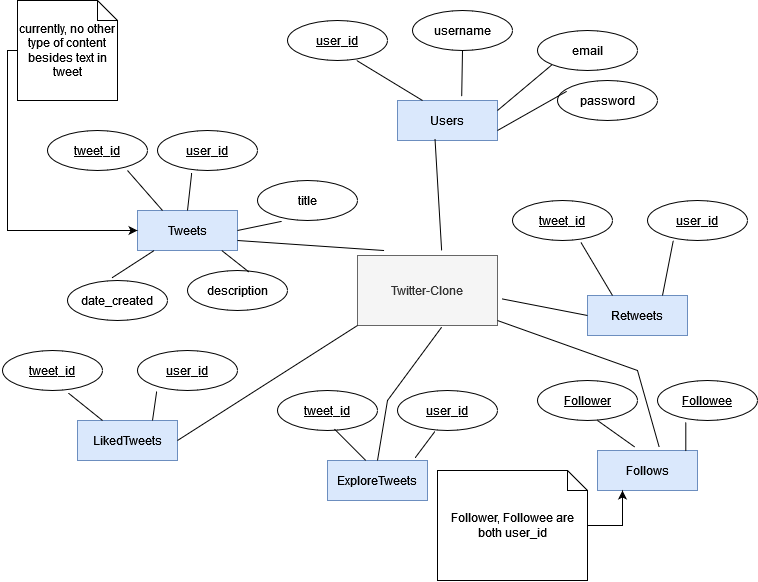 currently, no other
type of content
besides text in
tweet
user_id
username
email
password
Users
tweet_id
user_id
title
Tweets
date_created
description
Twitter-Clone
tweet_id
user_id
Retweets
tweet_id
user_id
LikedTweets
tweet_id
user_id
ExploreTweets
Follower
Followee
Follows
Follower, Followee are
both user_id